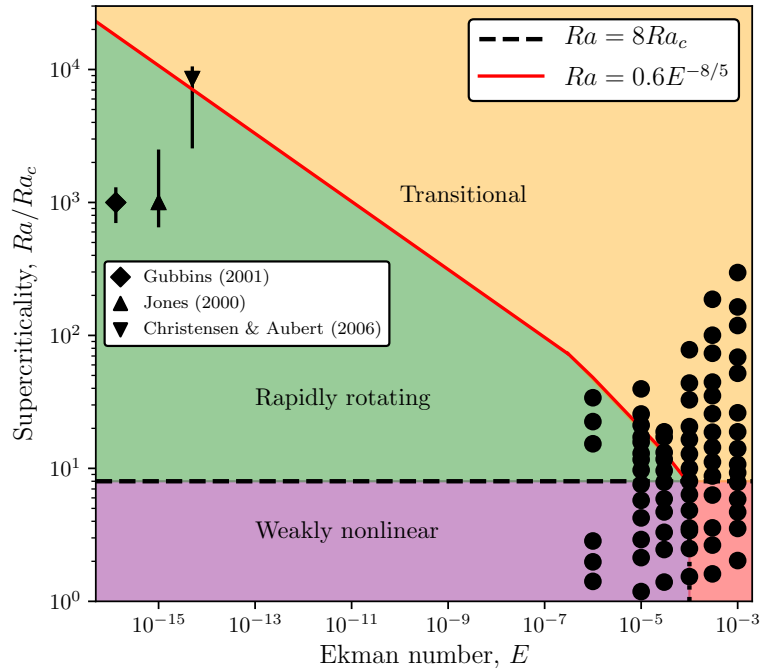 Ra = 8Ra_c
Ra = 0.6E^{−8/5}
Transitional
Gubbins (2001)
Jones (2000)
Christensen & Aubert (2006)
Rapidly rotating
Weakly nonlinear
Supercriticality, Ra/Ra_c
10^4
10^3
10^2
10^1
10^0
10^{−15}
10^{−13}
10^{−11}
10^{−9}
10^{−7}
10^{−5}
10^{−3}
Ekman number, E